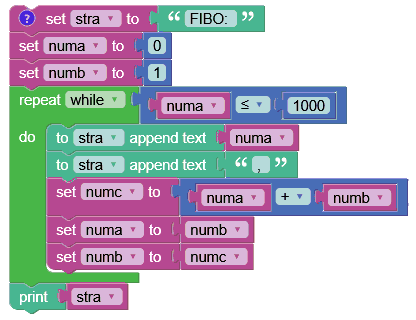 ? set stra to “ FIBO: ”
set numa to 0
set numb to 1
repeat while numa ≤ 1000
do to stra append text numa
to stra append text “ , ”
set numc to numa + numb
set numa to numb
set numb to numc
print stra